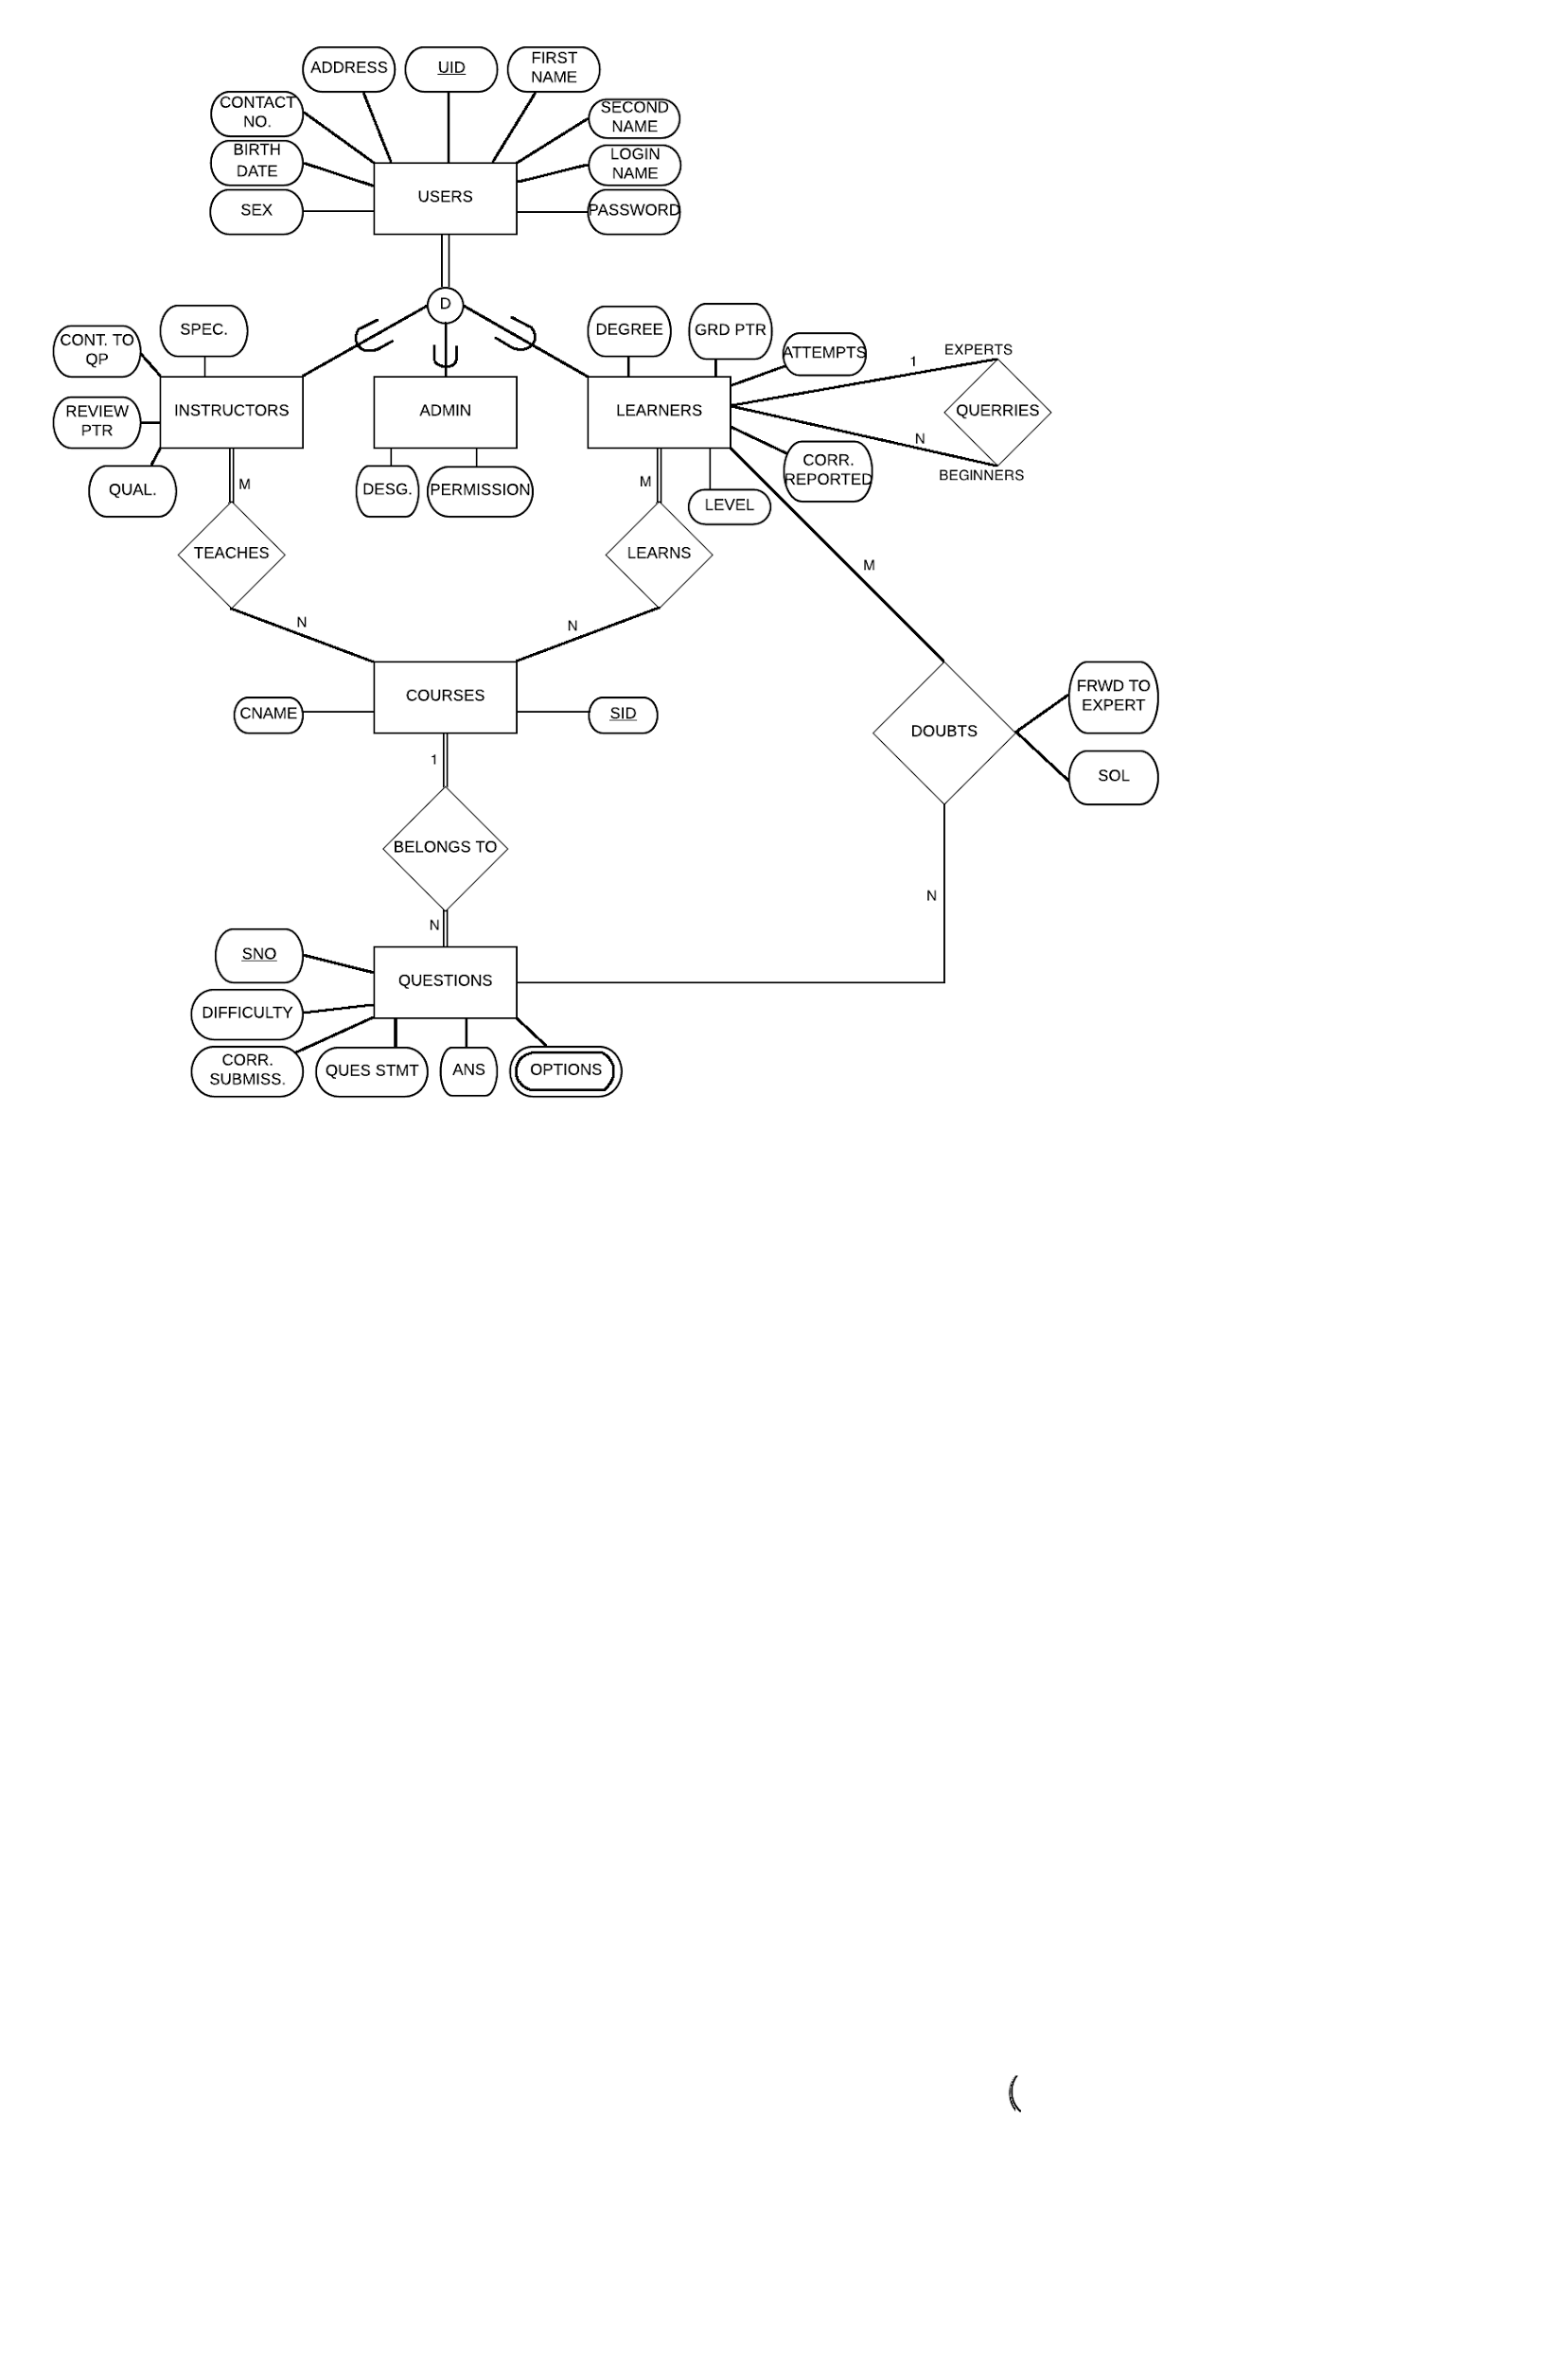 ADDRESS
UID
FIRST
NAME
CONTACT
NO.
SECOND
NAME
BIRTH
DATE
LOGIN
NAME
SEX
USERS
PASSWORD
D
SPEC.
DEGREE
GRD PTR
CONT. TO
QP
ATTEMPTS
EXPERTS
1
REVIEW
PTR
INSTRUCTORS
ADMIN
LEARNERS
QUERRIES
N
BEGINNERS
CORR.
REPORTED
QUAL.
M
DESG.
PERMISSION
M
LEVEL
TEACHES
LEARNS
M
N
N
COURSES
CNAME
SID
FRWD TO
EXPERT
DOUBTS
1
SOL
BELONGS TO
N
N
SNO
QUESTIONS
DIFFICULTY
CORR.
SUBMISS.
QUES STMT
ANS
OPTIONS